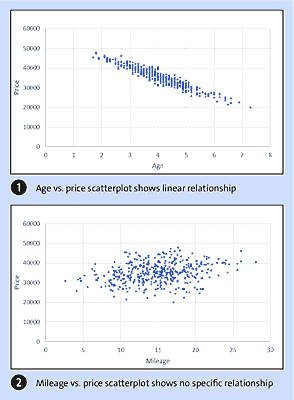 60000
50000
40000
30000
20000
10000
0
Price
0 1 2 3 4 5 6 7 8
Age
1 Age vs. price scatterplot shows linear relationship
60000
50000
40000
30000
20000
10000
0
Price
0 5 10 15 20 25 30
Mileage
2 Mileage vs. price scatterplot shows no specific relationship